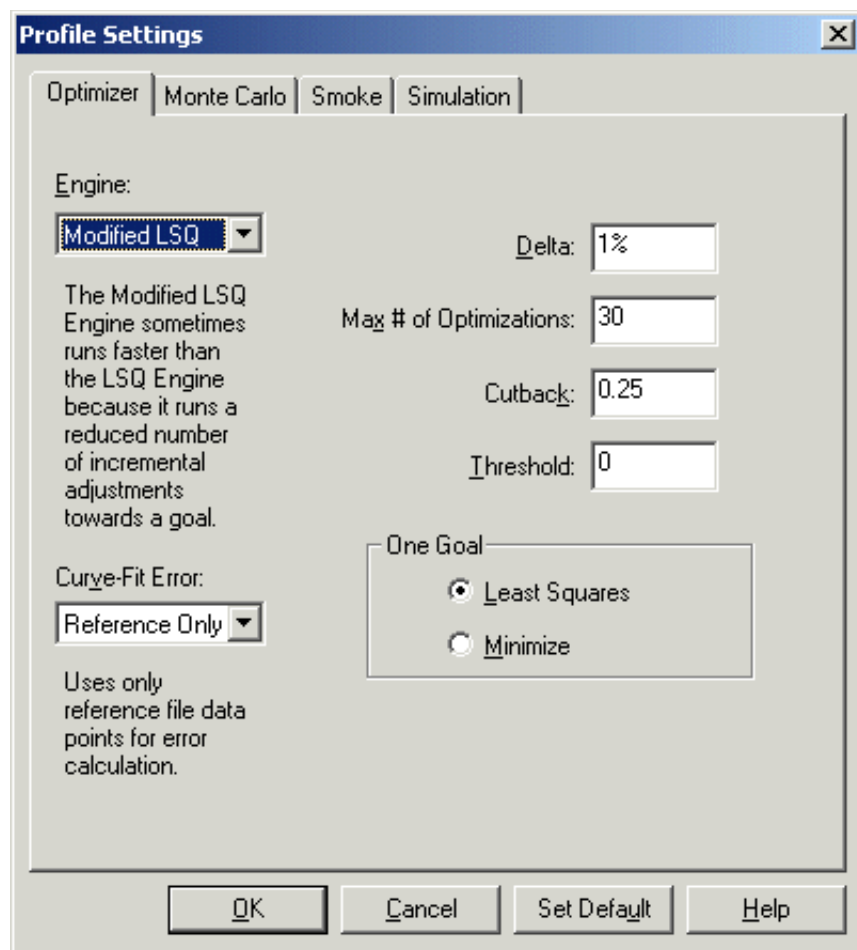 Profile Settings
Optimizer
Monte Carlo
Smoke
Simulation
Engine:
Modified LSQ
The Modified LSQ
Engine sometimes
runs faster than
the LSQ Engine
because it runs a
reduced number
of incremental
adjustments
towards a goal.
Curve-Fit Error:
Reference Only
Uses only
reference file data
points for error
calculation.
Delta: 1%
Max # of Optimizations: 30
Cutback: 0.25
Threshold: 0
One Goal
Least Squares
Minimize
OK
Cancel
Set Default
Help